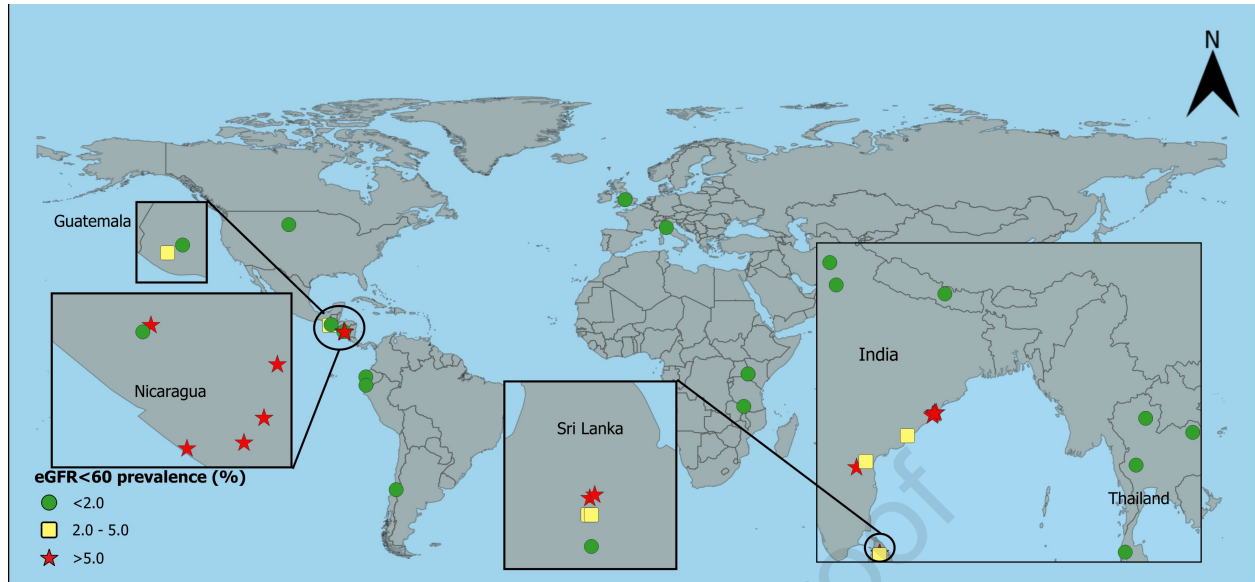 N
Guatemala
Nicaragua
India
Sri Lanka
Thailand
eGFR<60 prevalence (%)
<2.0
2.0 - 5.0
>5.0